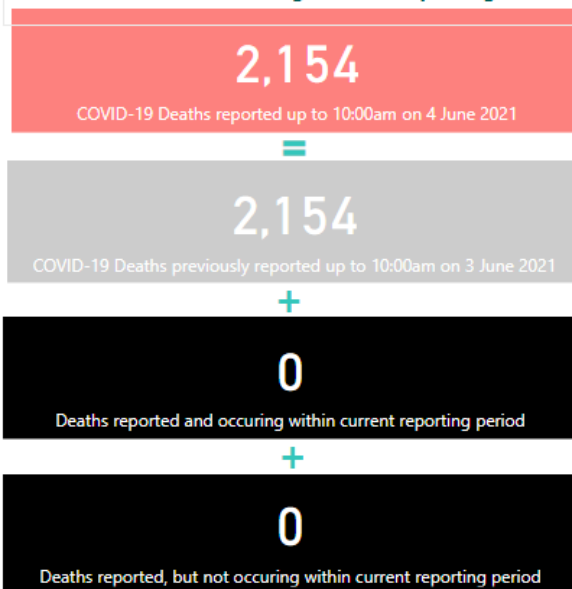 2,154
COVID-19 Deaths reported up to 10:00am on 4 June 2021
=
2,154
COVID-19 Deaths previously reported up to 10:00am on 3 June 2021
+
0
Deaths reported and occuring within current reporting period
+
0
Deaths reported, but not occuring within current reporting period